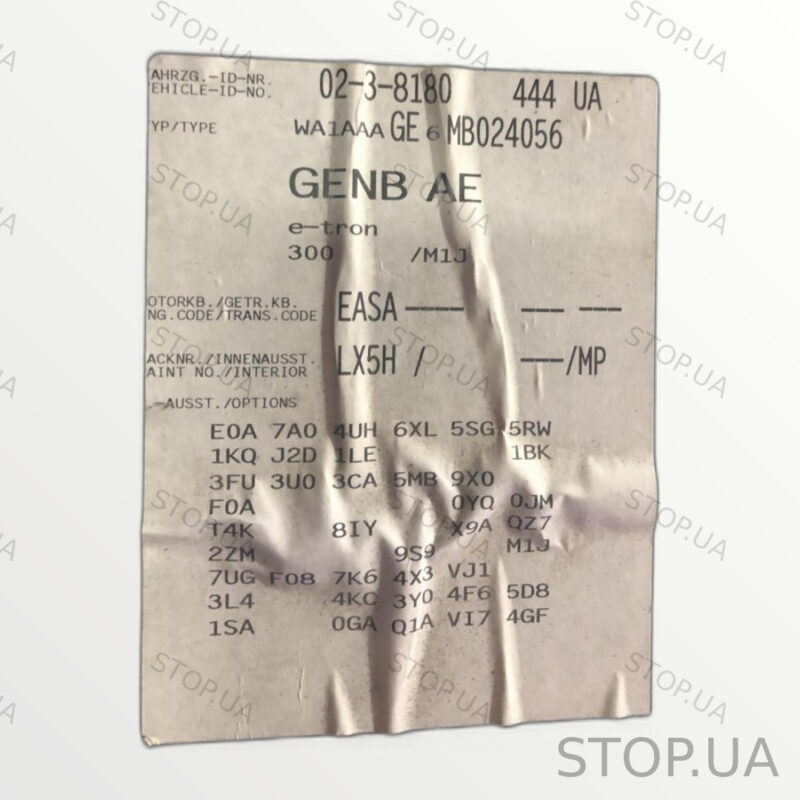 AHRZG.-ID-NR. 02-3-8180 444 UA
EHICLE-ID-NO.
YP/TYPE WA1AAA GE 6 MB024056
GENB AE
e-tron
300 /M1J
OTORKB./GETR.KB. EASA ---- --- ---
NG.CODE/TRANS.CODE
ACKNR./INNENAUSST. LX5H / ---/MP
AINT NO./INTERIOR
AUSST./OPTIONS
E0A 7A0 4UH 6XL 5SG 5RW
1KQ J2D 1LE 1BK
3FU 3U0 3CA 5MB 9X0
F0A 0YQ 0JM
T4K 8IY X9A QZ7
2ZM 9S9 M1J
7UG F08 7K6 4X3 VJ1
3L4 4KC 3Y0 4F6 5D8
1SA 0GA Q1A VI7 4GF
STOP.UA